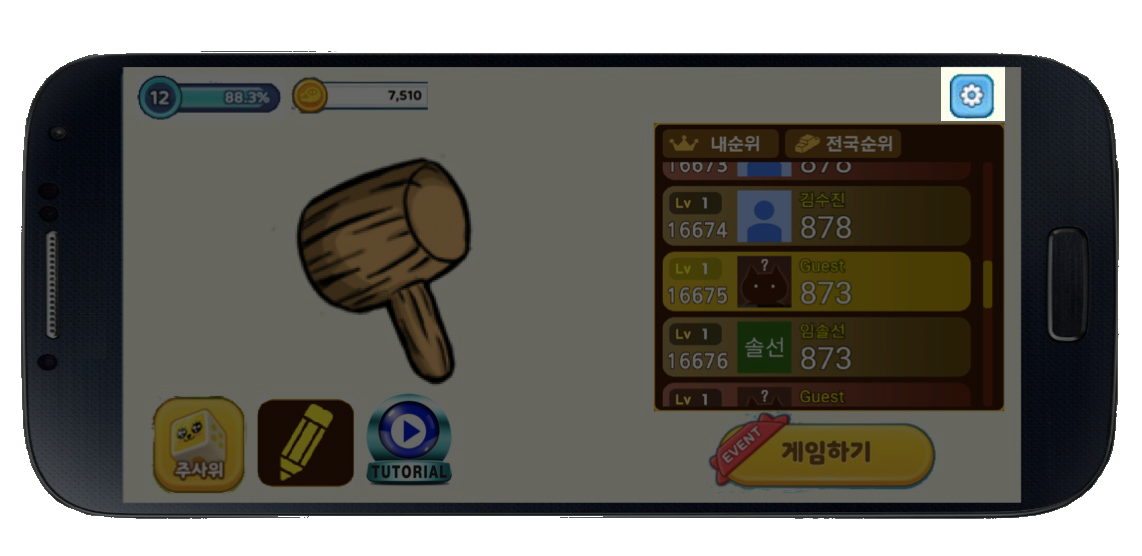 12
88.3%
7,510
내순위
전국순위
16673
878
Lv 1
김수진
16674
878
Lv 1
?
Guest
16675
873
Lv 1
솔선
임솔선
16676
873
Lv 1
?
Guest
주사위
TUTORIAL
EVENT
게임하기